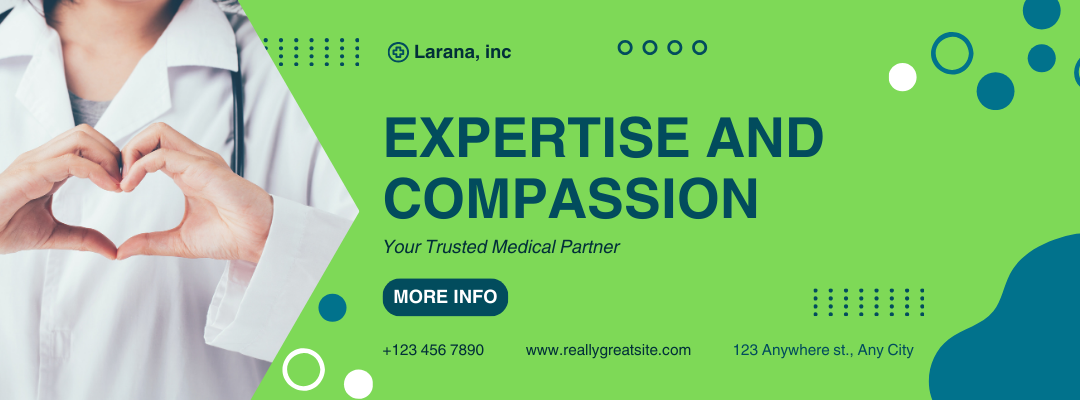 Larana, inc
EXPERTISE AND
COMPASSION
Your Trusted Medical Partner
MORE INFO
+123 456 7890
www.reallygreatsite.com
123 Anywhere st., Any City